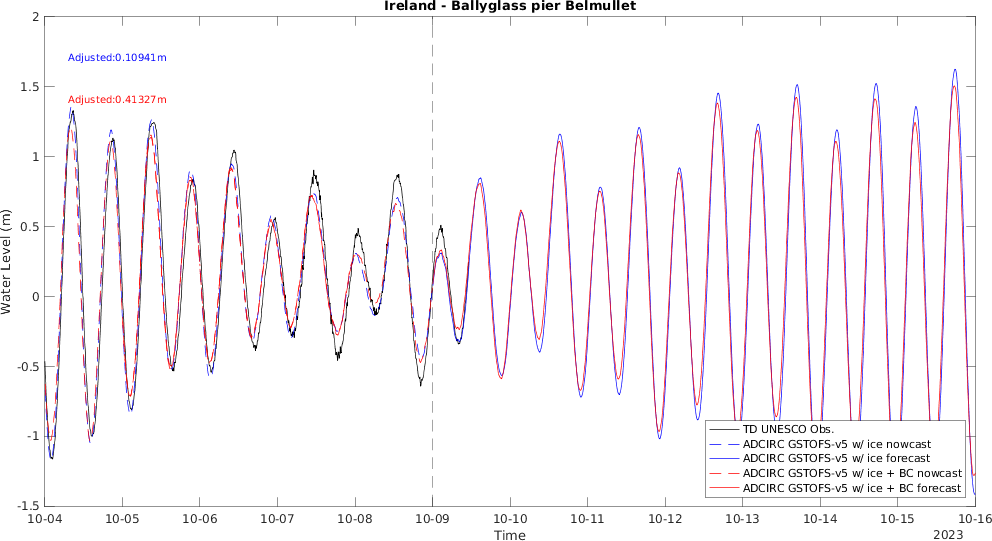 Ireland - Ballyglass pier Belmullet
Adjusted:0.10941m
Adjusted:0.41327m
Water Level (m)
2
1.5
1
0.5
0
-0.5
-1
-1.5
TD UNESCO Obs.
ADCIRC GSTOFS-v5 w/ ice nowcast
ADCIRC GSTOFS-v5 w/ ice forecast
ADCIRC GSTOFS-v5 w/ ice + BC nowcast
ADCIRC GSTOFS-v5 w/ ice + BC forecast
10-04 10-05 10-06 10-07 10-08 10-09 10-10 10-11 10-12 10-13 10-14 10-15 10-16
Time
2023